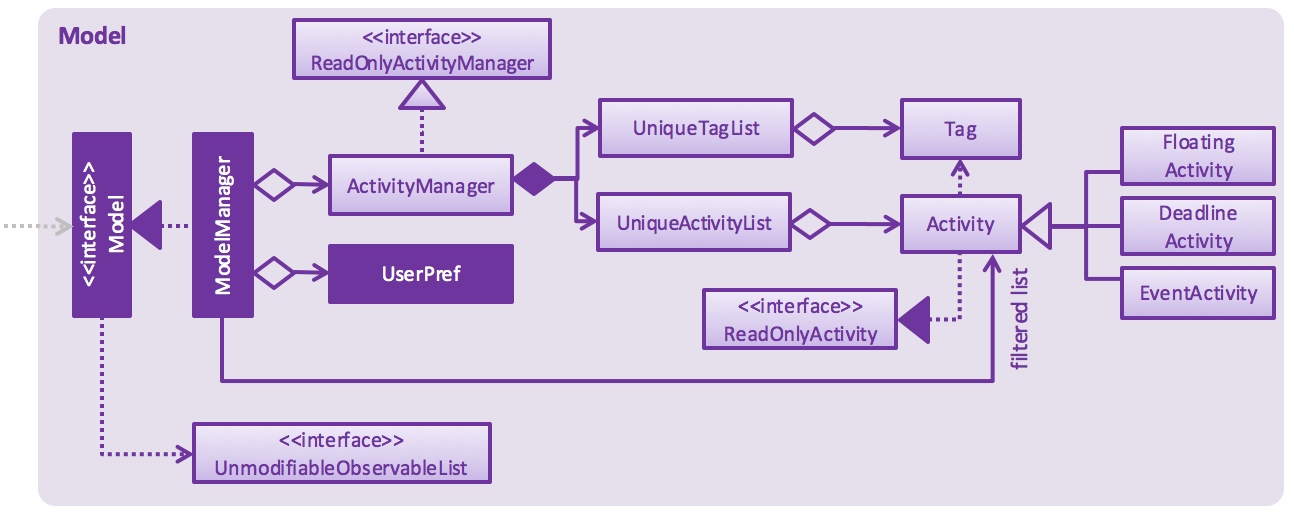 Model
<<interface>>
ReadOnlyActivityManager
<<interface>>
Model
ModelManager
ActivityManager
UserPref
UniqueTagList
UniqueActivityList
Tag
Activity
Floating
Activity
Deadline
Activity
EventActivity
<<interface>>
ReadOnlyActivity
filtered list
<<interface>>
UnmodifiableObservableList